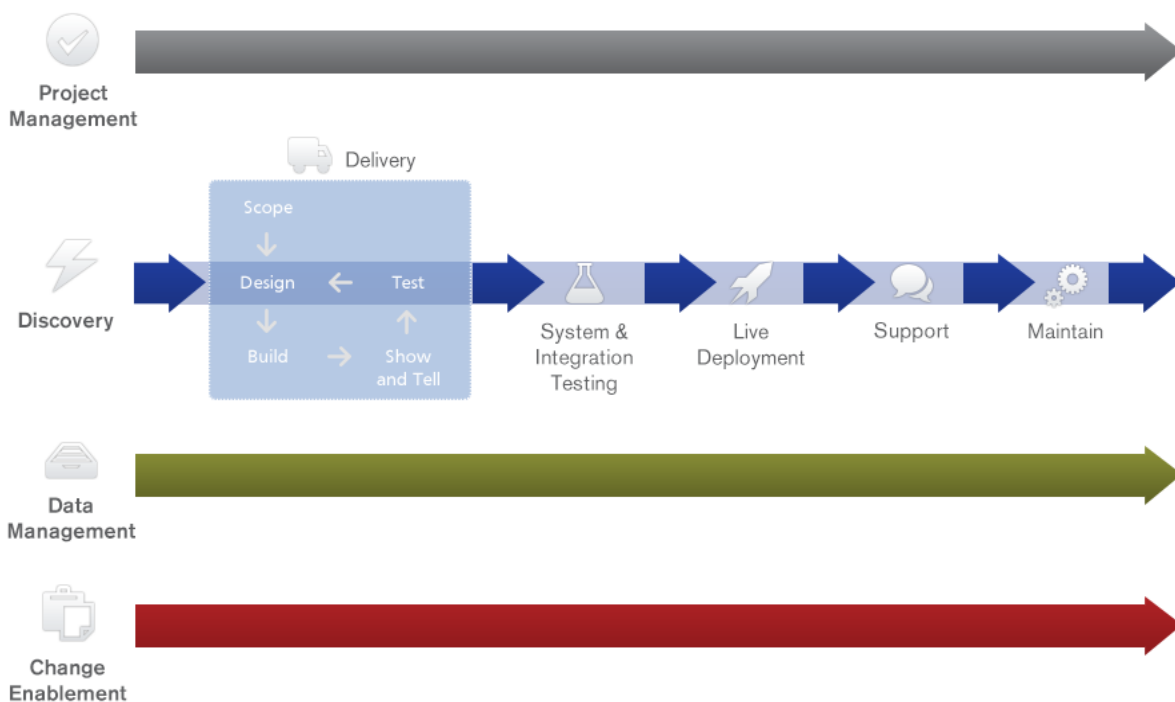 Project
Management
Delivery
Scope
Design
Test
Build
Show
and Tell
Discovery
System &
Integration
Testing
Live
Deployment
Support
Maintain
Data
Management
Change
Enablement